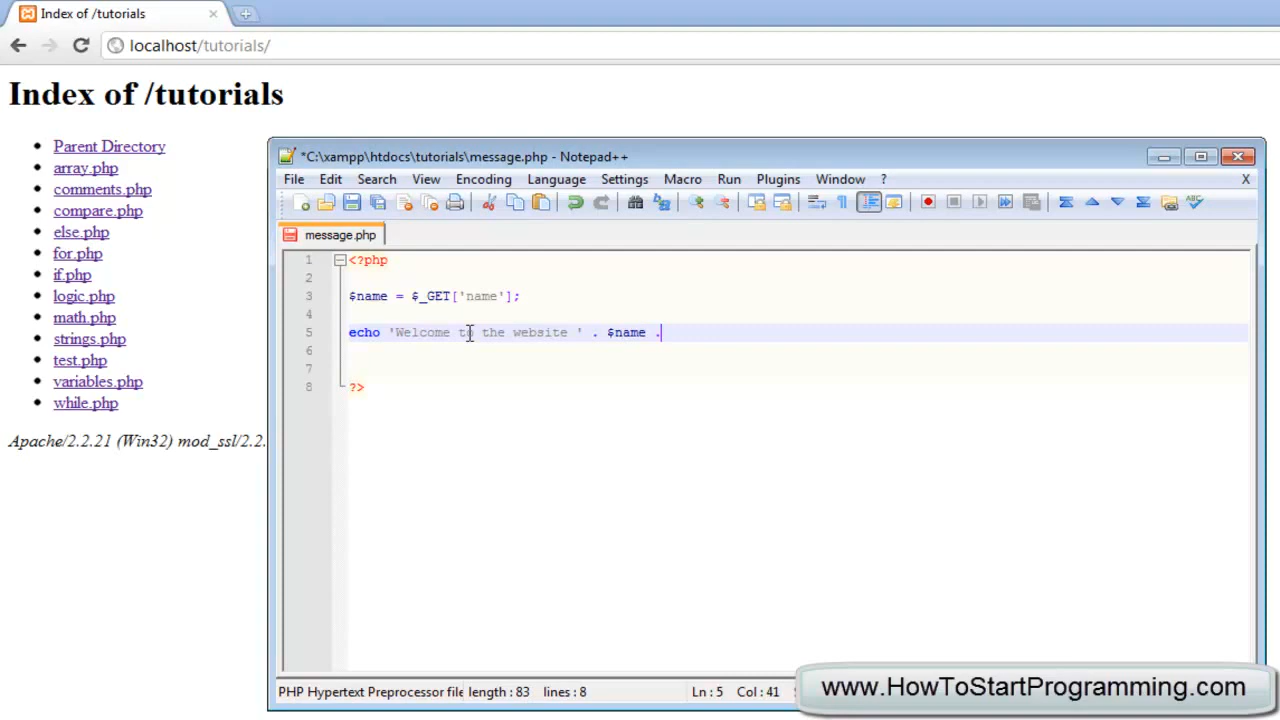 Index of /tutorials
localhost/tutorials/
Index of /tutorials
Parent Directory
array.php
comments.php
compare.php
else.php
for.php
if.php
logic.php
math.php
strings.php
test.php
variables.php
while.php
Apache/2.2.21 (Win32) mod_ssl/2.2.
*C:\xampp\htdocs\tutorials\message.php - Notepad++
File Edit Search View Encoding Language Settings Macro Run Plugins Window ? X
message.php
1 <?php
2
3 $name = $_GET['name'];
4
5 echo 'Welcome to the website ' . $name .
6
7
8 ?>
PHP Hypertext Preprocessor file length : 83 lines : 8 Ln : 5 Col : 41
www.HowToStartProgramming.com